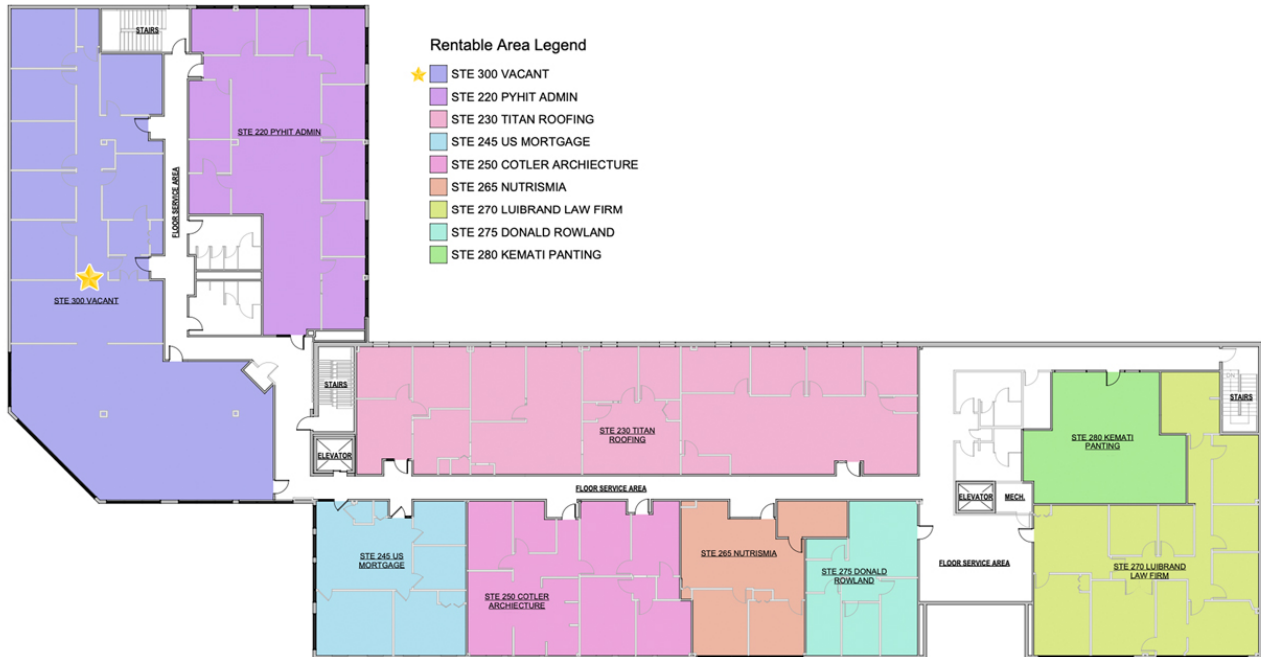 STAIRS
STE 220 PYHIT ADMIN
FLOOR SERVICE AREA
STE 300 VACANT
Rentable Area Legend
STE 300 VACANT
STE 220 PYHIT ADMIN
STE 230 TITAN ROOFING
STE 245 US MORTGAGE
STE 250 COTLER ARCHIECTURE
STE 265 NUTRISMIA
STE 270 LUIBRAND LAW FIRM
STE 275 DONALD ROWLAND
STE 280 KEMATI PANTING
STAIRS
ELEVATOR
STE 230 TITAN
ROOFING
FLOOR SERVICE AREA
STAIRS
STE 280 KEMATI
PANTING
ELEVATOR
MECH.
STE 245 US
MORTGAGE
STE 250 COTLER
ARCHIECTURE
STE 265 NUTRISMIA
STE 275 DONALD
ROWLAND
FLOOR SERVICE AREA
STE 270 LUIBRAND
LAW FIRM